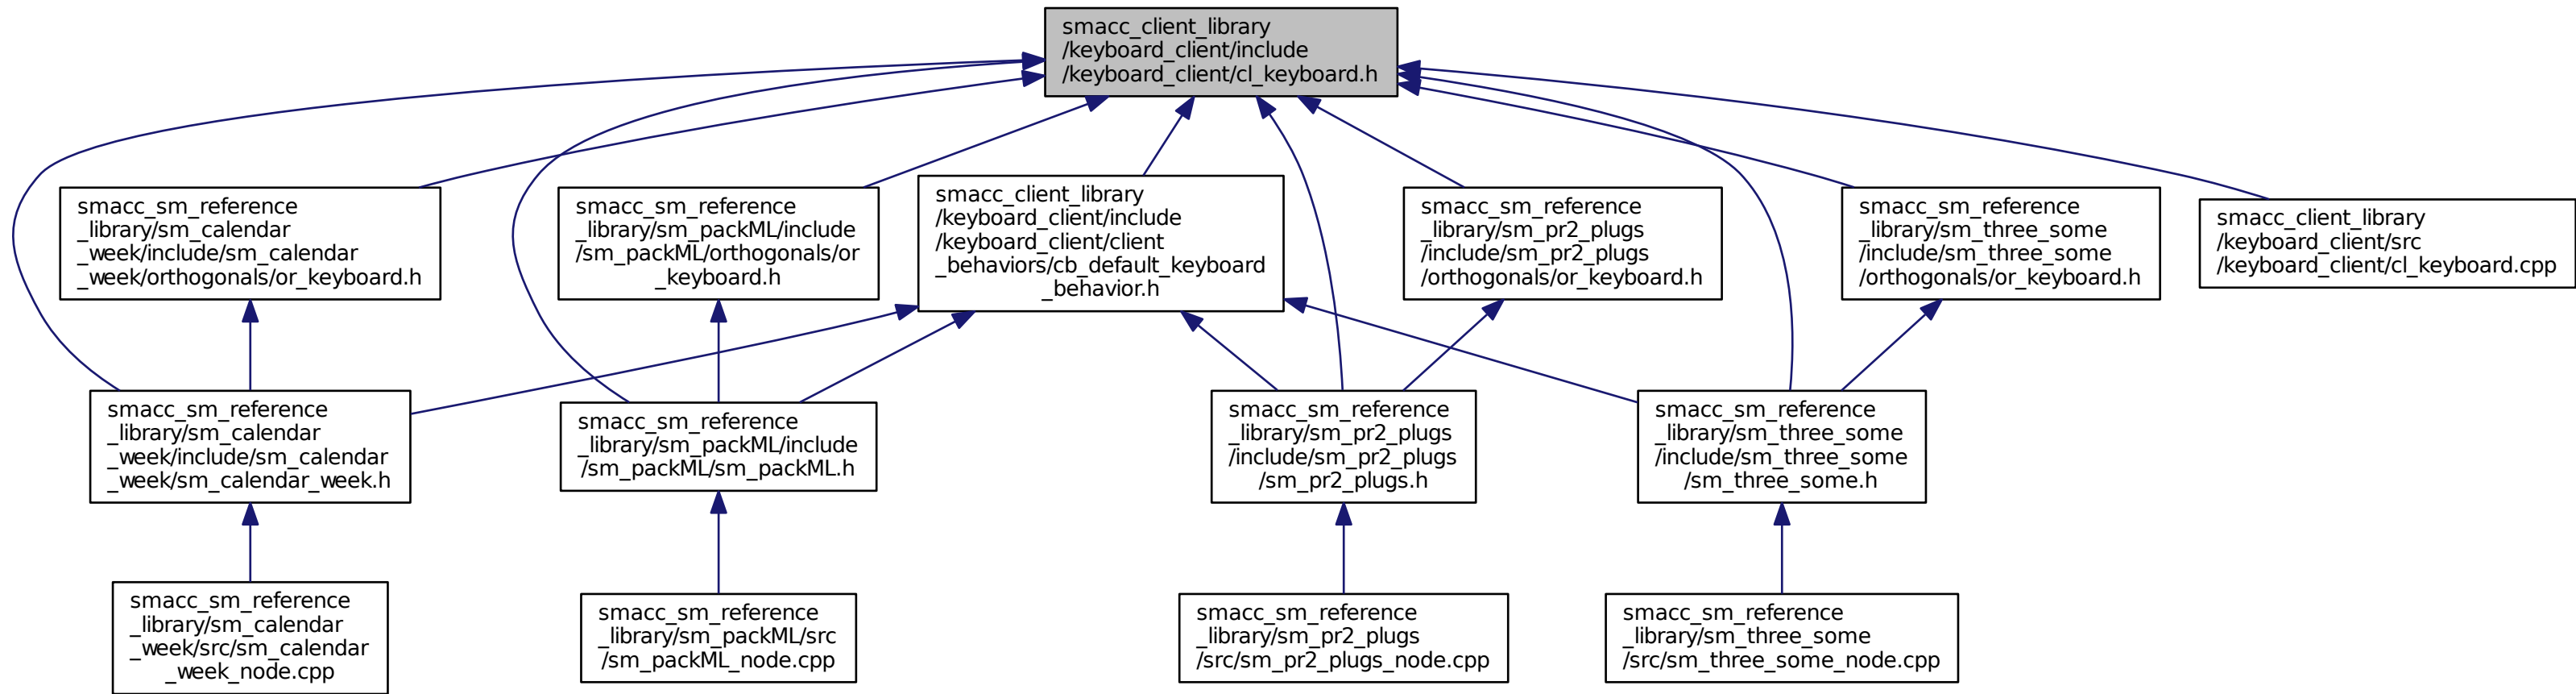 smacc_client_library
/keyboard_client/include
/keyboard_client/cl_keyboard.h
smacc_sm_reference
_library/sm_calendar
_week/include/sm_calendar
_week/orthogonals/or_keyboard.h
smacc_sm_reference
_library/sm_packML/include
/sm_packML/orthogonals/or
_keyboard.h
smacc_client_library
/keyboard_client/include
/keyboard_client/client
_behaviors/cb_default_keyboard
_behavior.h
smacc_sm_reference
_library/sm_pr2_plugs
/include/sm_pr2_plugs
/orthogonals/or_keyboard.h
smacc_sm_reference
_library/sm_three_some
/include/sm_three_some
/orthogonals/or_keyboard.h
smacc_client_library
/keyboard_client/src
/keyboard_client/cl_keyboard.cpp
smacc_sm_reference
_library/sm_calendar
_week/include/sm_calendar
_week/sm_calendar_week.h
smacc_sm_reference
_library/sm_packML/include
/sm_packML/sm_packML.h
smacc_sm_reference
_library/sm_pr2_plugs
/include/sm_pr2_plugs
/sm_pr2_plugs.h
smacc_sm_reference
_library/sm_three_some
/include/sm_three_some
/sm_three_some.h
smacc_sm_reference
_library/sm_calendar
_week/src/sm_calendar
_week_node.cpp
smacc_sm_reference
_library/sm_packML/src
/sm_packML_node.cpp
smacc_sm_reference
_library/sm_pr2_plugs
/src/sm_pr2_plugs_node.cpp
smacc_sm_reference
_library/sm_three_some
/src/sm_three_some_node.cpp